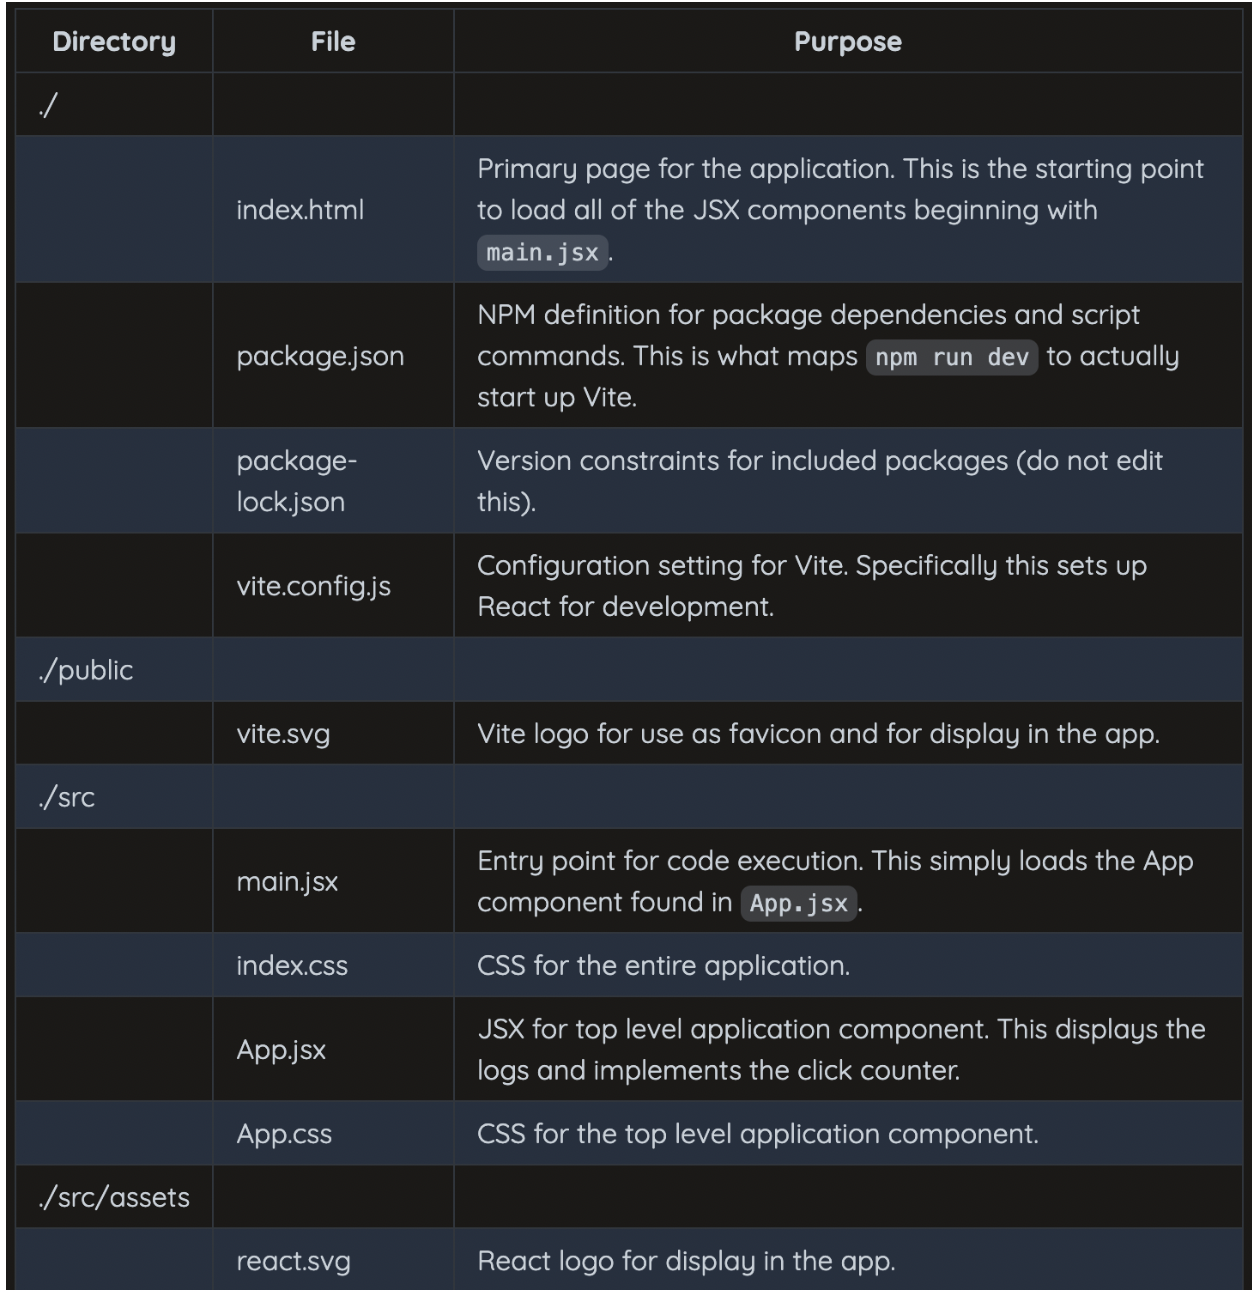 Directory File Purpose
./
index.html
Primary page for the application. This is the starting point
to load all of the JSX components beginning with
main.jsx.
package.json
NPM definition for package dependencies and script
commands. This is what maps npm run dev to actually
start up Vite.
package-
lock.json
Version constraints for included packages (do not edit
this).
vite.config.js
Configuration setting for Vite. Specifically this sets up
React for development.
./public
vite.svg Vite logo for use as favicon and for display in the app.
./src
main.jsx
Entry point for code execution. This simply loads the App
component found in App.jsx.
index.css CSS for the entire application.
App.jsx
JSX for top level application component. This displays the
logs and implements the click counter.
App.css CSS for the top level application component.
./src/assets
react.svg React logo for display in the app.